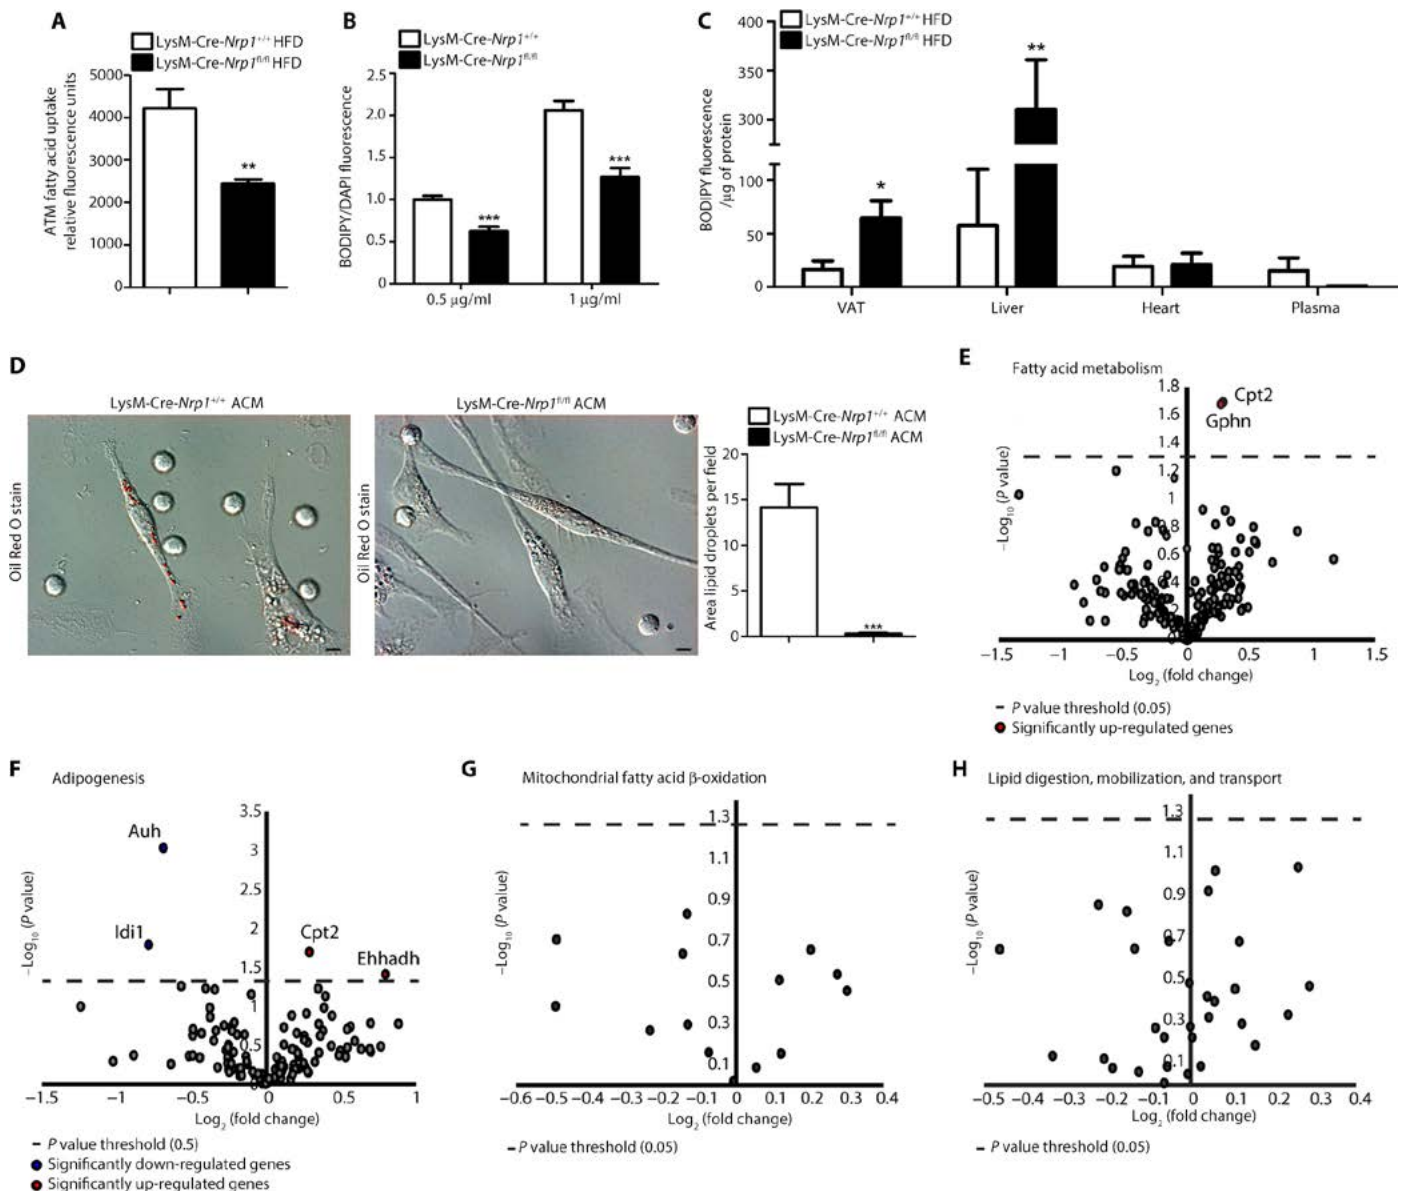 A
LysM-Cre-Nrp1+/+ HFD
LysM-Cre-Nrp1fl/fl HFD
ATM fatty acid uptake
relative fluorescence units
5000
4000
3000
2000
1000
0
**
B
LysM-Cre-Nrp1+/+
LysM-Cre-Nrp1fl/fl
BODIPY/DAPI fluorescence
2.5
2.0
1.5
1.0
0.5
0
***
***
0.5 μg/ml
1 μg/ml
C
LysM-Cre-Nrp1+/+ HFD
LysM-Cre-Nrp1fl/fl HFD
BODIPY fluorescence
/μg of protein
400
350
300
100
50
0
*
**
VAT
Liver
Heart
Plasma
D
LysM-Cre-Nrp1+/+ ACM
Oil Red O stain
LysM-Cre-Nrp1fl/fl ACM
Oil Red O stain
LysM-Cre-Nrp1+/+ ACM
LysM-Cre-Nrp1fl/fl ACM
Area lipid droplets per field
20
15
10
5
0
***
E
Fatty acid metabolism
−Log10 (P value)
1.8
1.6
1.4
1.2
1
0.8
0.6
0.4
Cpt2
Gphn
−1.5 −1 −0.5 0 0.5 1 1.5
Log2 (fold change)
– P value threshold (0.05)
Significantly up-regulated genes
F
Adipogenesis
−Log10 (P value)
3.5
3
2.5
2
1.5
1
0.5
0
Auh
Idi1
Cpt2
Ehhadh
−1.5 −1 −0.5 0 0.5 1
Log2 (fold change)
– P value threshold (0.5)
Significantly down-regulated genes
Significantly up-regulated genes
G
Mitochondrial fatty acid β-oxidation
−Log10 (P value)
1.3
1.1
0.9
0.7
0.5
0.3
0.1
−0.6 −0.5 −0.4 −0.3 −0.2 −0.1 0 0.1 0.2 0.3 0.4
Log2 (fold change)
– P value threshold (0.05)
H
Lipid digestion, mobilization, and transport
−Log10 (P value)
1.3
1.1
0.9
0.7
0.5
0.3
0.1
−0.5 −0.4 −0.3 −0.2 −0.1 0 0.1 0.2 0.3 0.4
Log2 (fold change)
– P value threshold (0.05)